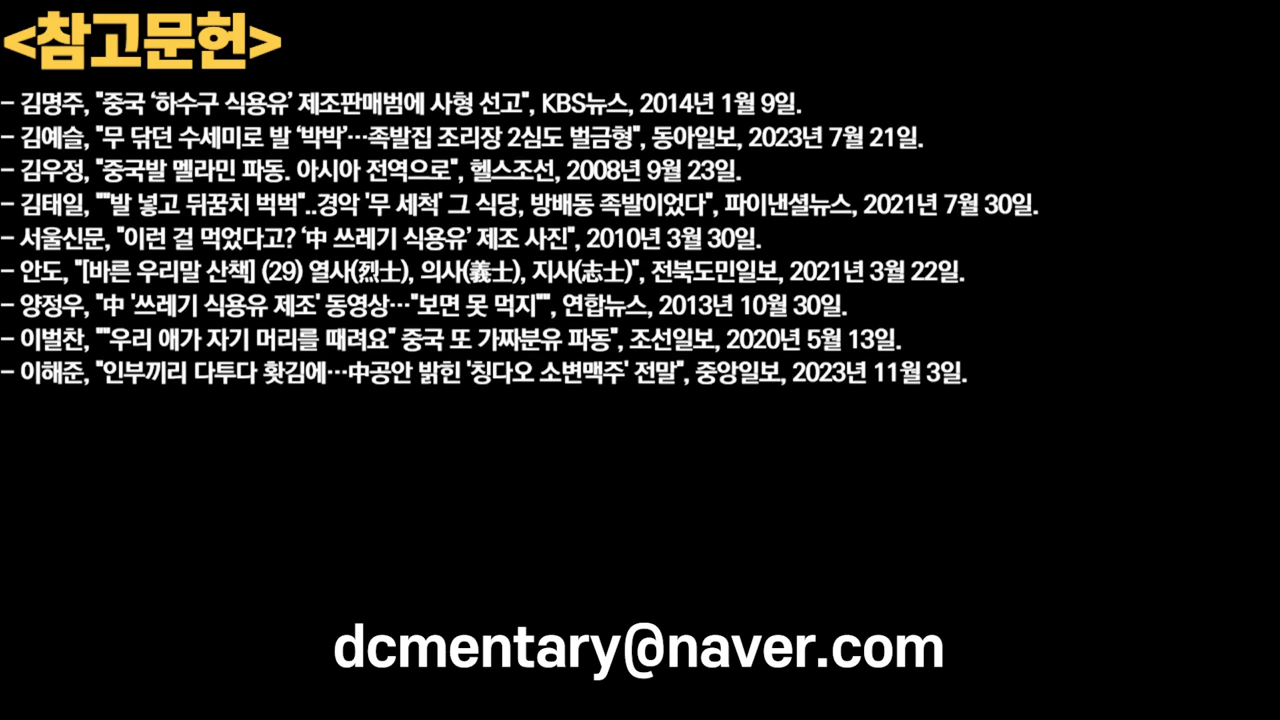 <참고문헌>
- 김명주, "중국 ‘하수구 식용유’ 제조판매범에 사형 선고", KBS뉴스, 2014년 1월 9일.
- 김예슬, "무 닦던 수세미로 발 ‘박박’…족발집 조리장 2심도 벌금형", 동아일보, 2023년 7월 21일.
- 김우정, "중국발 멜라민 파동. 아시아 전역으로", 헬스조선, 2008년 9월 23일.
- 김태일, ""발 넣고 뒤꿈치 벅벅"..경악 '무 세척' 그 식당, 방배동 족발이었다", 파이낸셜뉴스, 2021년 7월 30일.
- 서울신문, "이런 걸 먹었다고? ‘中 쓰레기 식용유’ 제조 사진", 2010년 3월 30일.
- 안도, "[바른 우리말 산책] (29) 열사(烈士), 의사(義士), 지사(志士)", 전북도민일보, 2021년 3월 22일.
- 양정우, "中 '쓰레기 식용유 제조' 동영상…"보면 못 먹지"", 연합뉴스, 2013년 10월 30일.
- 이벌찬, ""우리 애가 자기 머리를 때려요" 중국 또 가짜분유 파동", 조선일보, 2020년 5월 13일.
- 이해준, "인부끼리 다투다 홧김에…中공안 밝힌 '칭다오 소변맥주' 전말", 중앙일보, 2023년 11월 3일.
dcmentary@naver.com